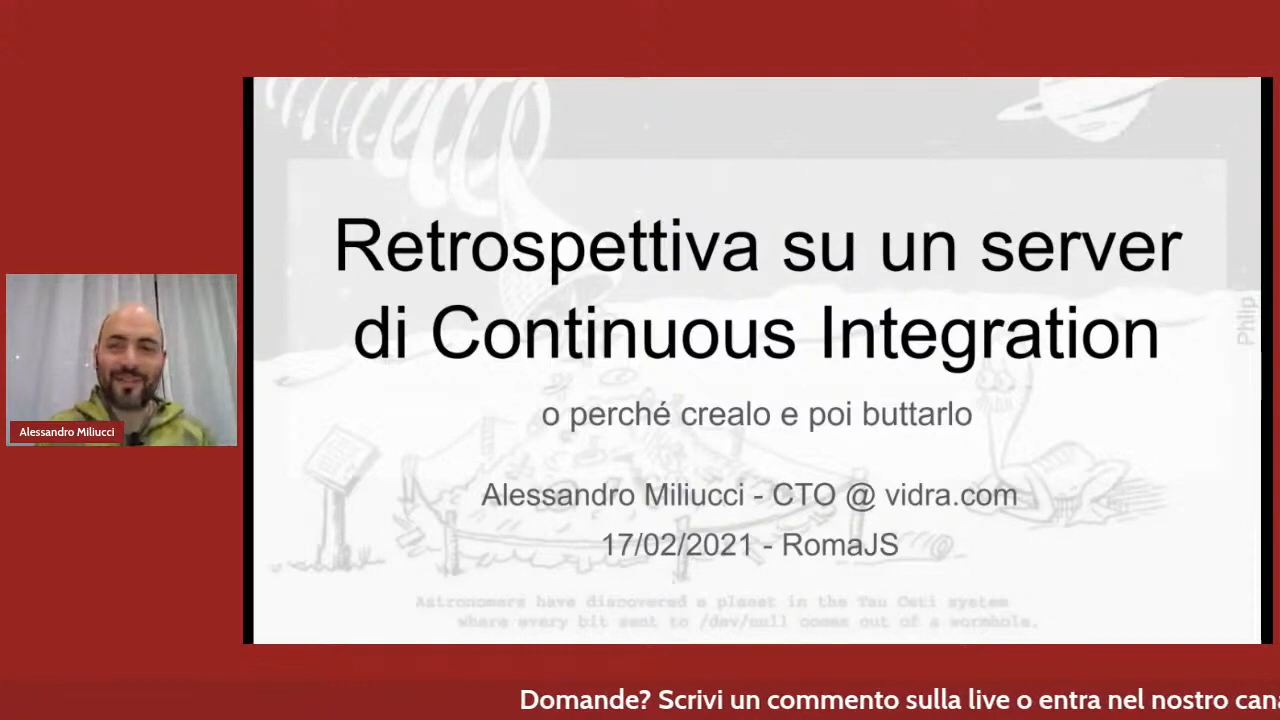 Retrospettiva su un server
di Continuous Integration
o perché crealo e poi buttarlo
Alessandro Miliucci
Alessandro Miliucci - CTO @ vidra.com
17/02/2021 - RomaJS
Astronomers have discovered a planet in the Tau Ceti system
where every bit sent to /dev/null comes out of a wormhole.
Domande? Scrivi un commento sulla live o entra nel nostro can